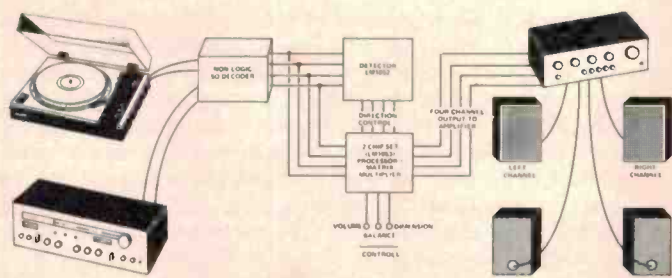 NON LOGIC
SQ DECODER
DETECTOR
LM1052
DIRECTION
CONTROL
2 CHIP SET
(LM1053)
PROCESSOR -
MATRIX
MULTIPLIER
FOUR CHANNEL
OUTPUT TO
AMPLIFIER
LEFT
CHANNEL
RIGHT
CHANNEL
VOLUME
DIMENSION
BALANCE
CONTROLS